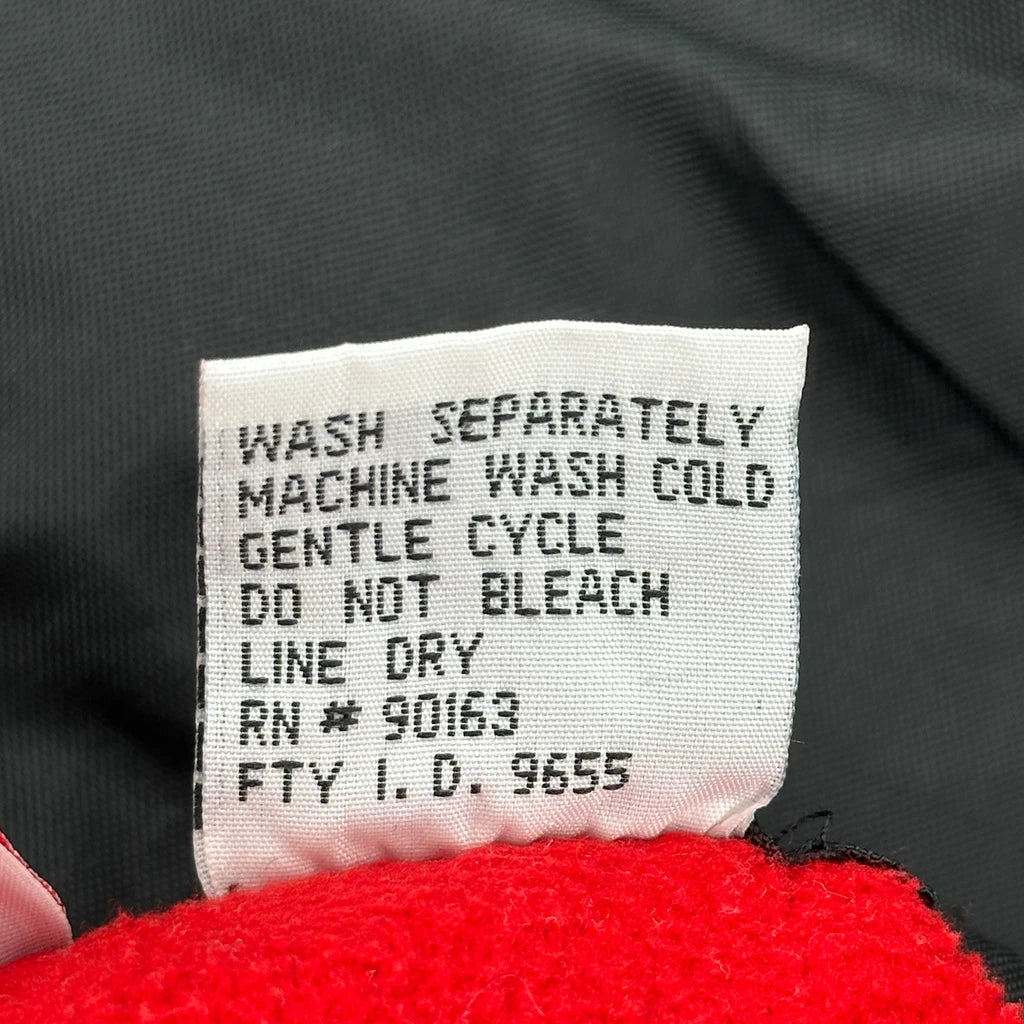 WASH SEPARATELY
MACHINE WASH COLD
GENTLE CYCLE
DO NOT BLEACH
LINE DRY
RN # 90163
FTY I.D. 9655